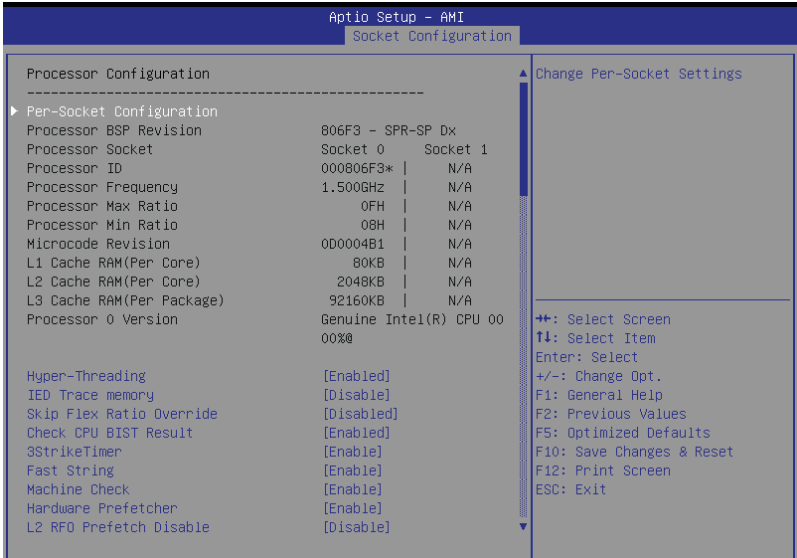 Aptio Setup – AMI
Socket Configuration
Processor Configuration
--------------------------------------------------
Per-Socket Configuration
Processor BSP Revision 806F3 - SPR-SP Dx
Processor Socket Socket 0 Socket 1
Processor ID 000806F3* | N/A
Processor Frequency 1.500GHz | N/A
Processor Max Ratio 0FH | N/A
Processor Min Ratio 08H | N/A
Microcode Revision 0D0004B1 | N/A
L1 Cache RAM(Per Core) 80KB | N/A
L2 Cache RAM(Per Core) 2048KB | N/A
L3 Cache RAM(Per Package) 92160KB | N/A
Processor 0 Version Genuine Intel(R) CPU 00
00%@
Hyper-Threading [Enabled]
IED Trace memory [Disable]
Skip Flex Ratio Override [Disabled]
Check CPU BIST Result [Enabled]
3StrikeTimer [Enable]
Fast String [Enable]
Machine Check [Enable]
Hardware Prefetcher [Enable]
L2 RFO Prefetch Disable [Disable]
Change Per-Socket Settings
→←: Select Screen
↑↓: Select Item
Enter: Select
+/-: Change Opt.
F1: General Help
F2: Previous Values
F5: Optimized Defaults
F10: Save Changes & Reset
F12: Print Screen
ESC: Exit